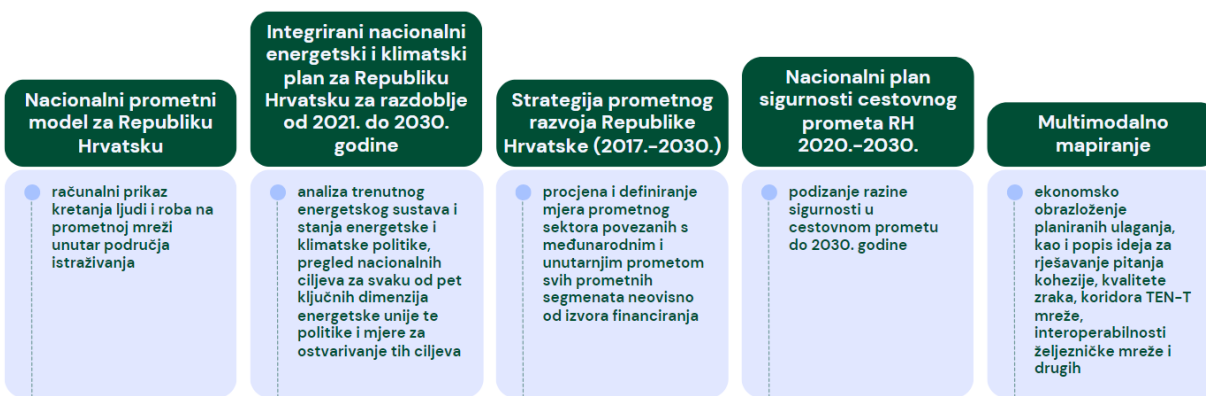 Nacionalni prometni
model za Republiku
Hrvatsku
računalni prikaz
kretanja ljudi i roba na
prometnoj mreži
unutar područja
istraživanja
Integrirani nacionalni
energetski i klimatski
plan za Republiku
Hrvatsku za razdoblje
od 2021. do 2030.
godine
analiza trenutnog
energetskog sustava i
stanja energetske i
klimatske politike,
pregled nacionalnih
ciljeva za svaku od pet
ključnih dimenzija
energetske unije te
politike i mjere za
ostvarivanje tih ciljeva
Strategija prometnog
razvoja Republike
Hrvatske (2017.-2030.)
procjena i definiranje
mjera prometnog
sektora povezanih s
međunarodnim i
unutarnjim prometom
svih prometnih
segmenata neovisno
od izvora financiranja
Nacionalni plan
sigurnosti cestovnog
prometa RH
2020.-2030.
podizanje razine
sigurnosti u
cestovnom prometu
do 2030. godine
Multimodalno
mapiranje
ekonomsko
obrazloženje
planiranih ulaganja,
kao i popis ideja za
rješavanje pitanja
kohezije, kvalitete
zraka, koridora TEN-T
mreže,
interoperabilnosti
željezničke mreže i
drugih